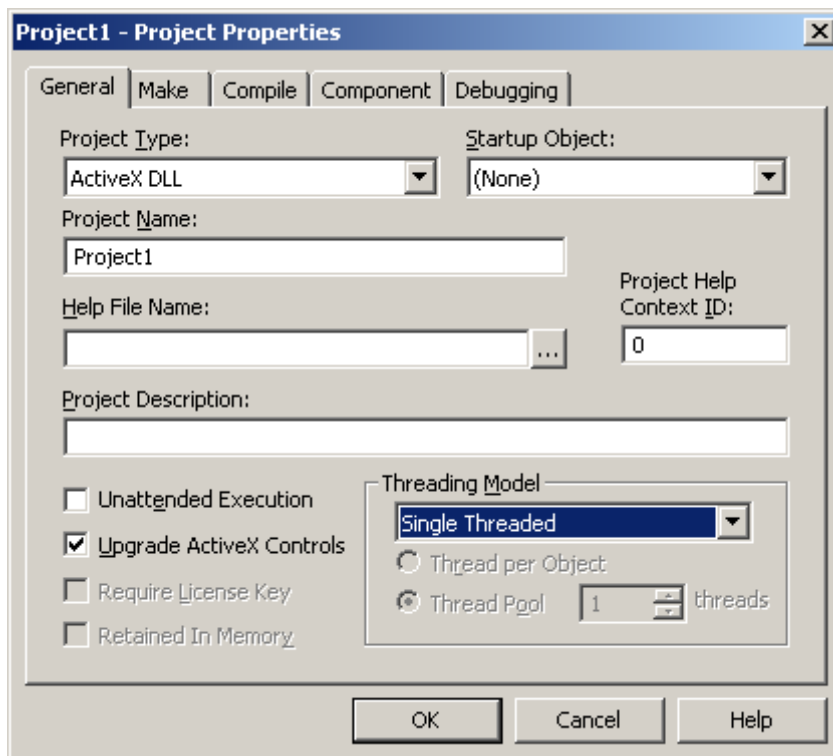 Project1 - Project Properties
General Make Compile Component Debugging
Project Type:
Startup Object:
ActiveX DLL
(None)
Project Name:
Project1
Project Help
Context ID:
Help File Name:
...
0
Project Description:
Unattended Execution
Upgrade ActiveX Controls
Require License Key
Retained In Memory
Threading Model
Single Threaded
Thread per Object
Thread Pool 1 threads
OK Cancel Help